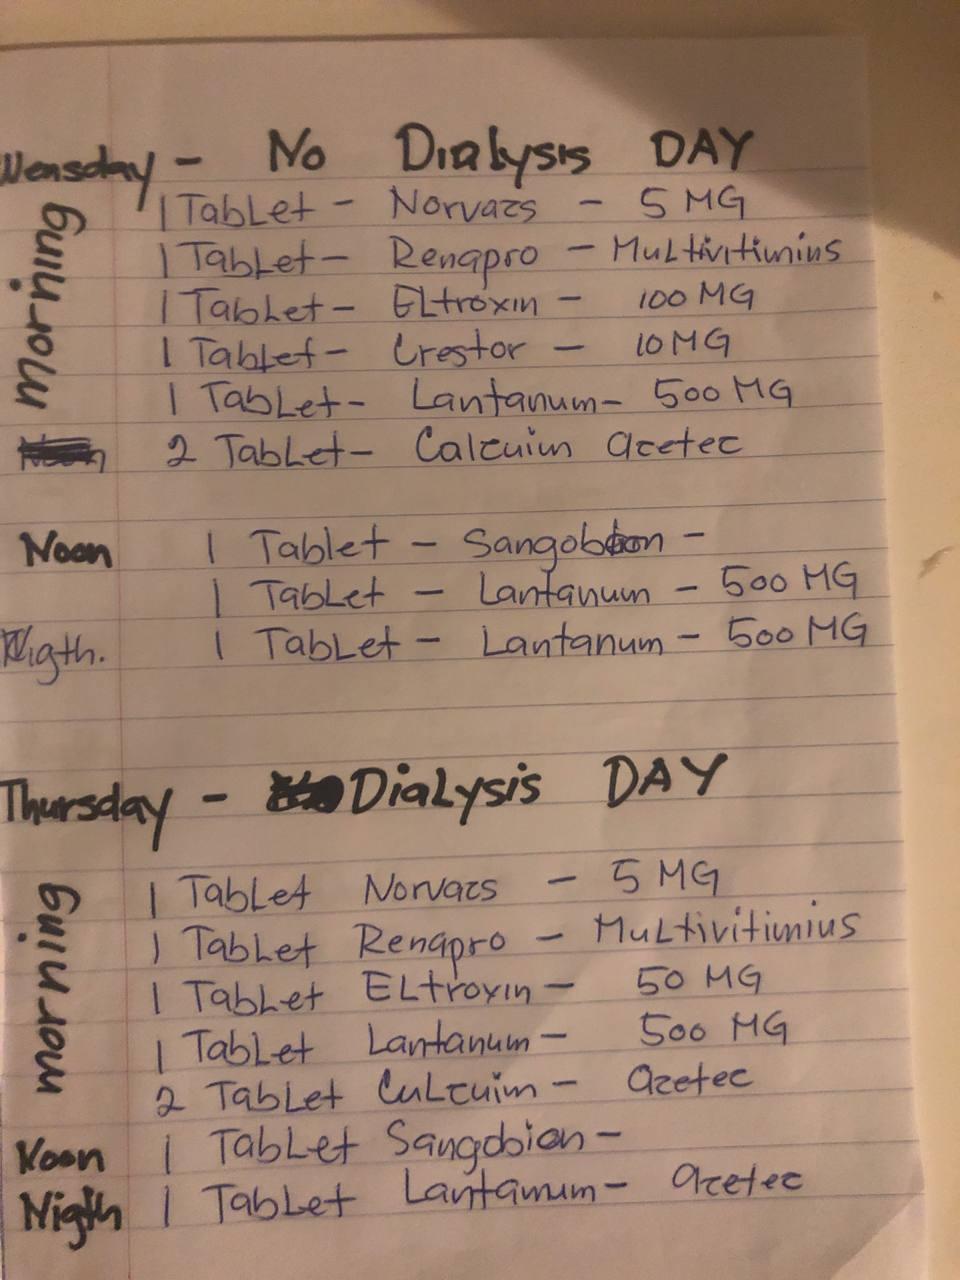 Wensday - No Dialysis DAY
morning
1 Tablet - Norvacs - 5 MG
1 Tablet - Renapro - Multivitimins
1 Tablet - Eltroxin - 100 MG
1 Tablet - Crestor - 10 MG
1 Tablet - Lantanum - 500 MG
2 Tablet - Calcuim acetec
Noon 1 Tablet - Sangobion -
1 Tablet - Lantanum - 500 MG
Nigth. 1 Tablet - Lantanum - 500 MG
Thursday - Dialysis DAY
morning
1 Tablet Norvacs - 5 MG
1 Tablet Renapro - Multivitimius
1 Tablet Eltroxin - 50 MG
1 Tablet Lantanum - 500 MG
2 Tablet Culcuim - acetec
Noon 1 Tablet Sangobion -
Nigth 1 Tablet Lantanum - acetec